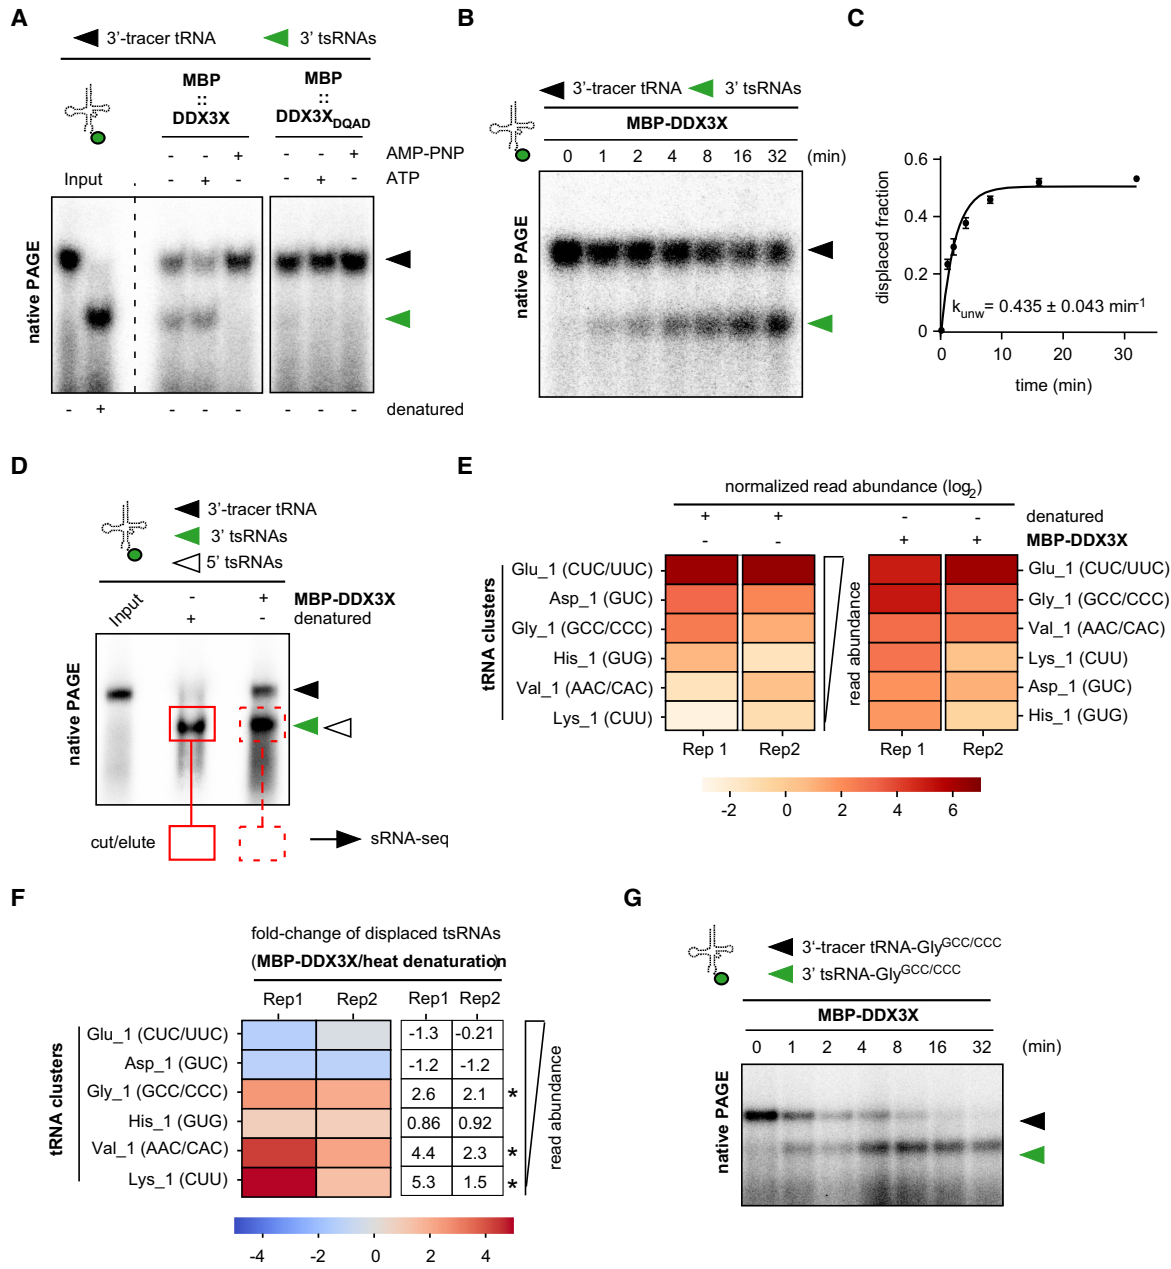 A
3'-tracer tRNA
3' tsRNAs
MBP
::
DDX3X
MBP
::
DDX3X_DQAD
- - + - - + AMP-PNP
Input - + - - + - ATP
native PAGE
- + - - - - - - denatured
B
3'-tracer tRNA
3' tsRNAs
MBP-DDX3X
0 1 2 4 8 16 32 (min)
native PAGE
C
0.6
0.4
0.2
0
displaced fraction
k_unw= 0.435 ± 0.043 min^-1
0 10 20 30
time (min)
D
3'-tracer tRNA
3' tsRNAs
5' tsRNAs
Input - + MBP-DDX3X
+ - denatured
native PAGE
cut/elute
sRNA-seq
E
normalized read abundance (log_2)
+ + - - denatured
- - + + MBP-DDX3X
tRNA clusters
Glu_1 (CUC/UUC)
Asp_1 (GUC)
Gly_1 (GCC/CCC)
His_1 (GUG)
Val_1 (AAC/CAC)
Lys_1 (CUU)
Rep 1 Rep2
read abundance
Glu_1 (CUC/UUC)
Gly_1 (GCC/CCC)
Val_1 (AAC/CAC)
Lys_1 (CUU)
Asp_1 (GUC)
His_1 (GUG)
Rep 1 Rep2
-2 0 2 4 6
F
fold-change of displaced tsRNAs
(MBP-DDX3X/heat denaturation)
Rep1 Rep2 Rep1 Rep2
tRNA clusters
Glu_1 (CUC/UUC) -1.3 -0.21
Asp_1 (GUC) -1.2 -1.2
Gly_1 (GCC/CCC) 2.6 2.1 *
His_1 (GUG) 0.86 0.92
Val_1 (AAC/CAC) 4.4 2.3 *
Lys_1 (CUU) 5.3 1.5 *
read abundance
-4 -2 0 2 4
G
3'-tracer tRNA-Gly^GCC/CCC
3' tsRNA-Gly^GCC/CCC
MBP-DDX3X
0 1 2 4 8 16 32 (min)
native PAGE